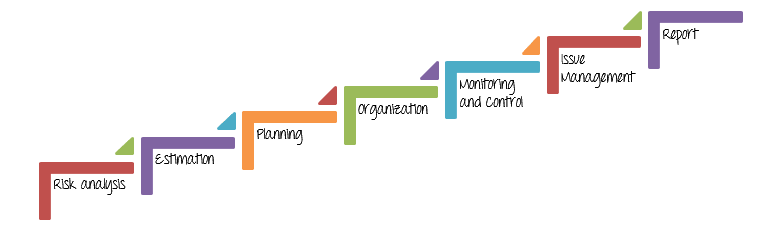 Risk analysis
Estimation
Planning
Organization
Monitoring
and Control
Issue
Management
Report